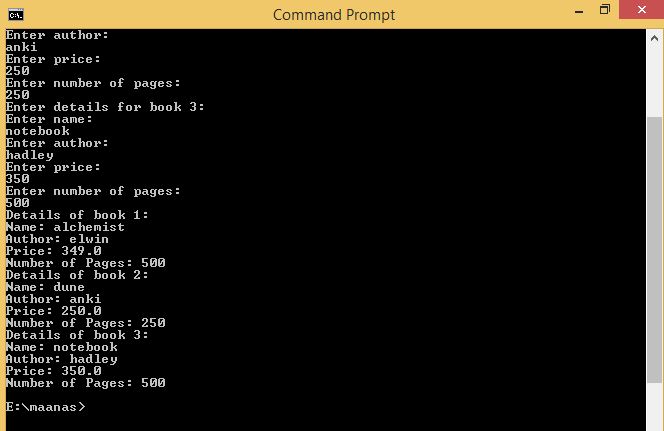 Command Prompt
Enter author:
anki
Enter price:
250
Enter number of pages:
250
Enter details for book 3:
Enter name:
notebook
Enter author:
hadley
Enter price:
350
Enter number of pages:
500
Details of book 1:
Name: alchemist
Author: elwin
Price: 349.0
Number of Pages: 500
Details of book 2:
Name: dune
Author: anki
Price: 250.0
Number of Pages: 250
Details of book 3:
Name: notebook
Author: hadley
Price: 350.0
Number of Pages: 500
E:\maanas>